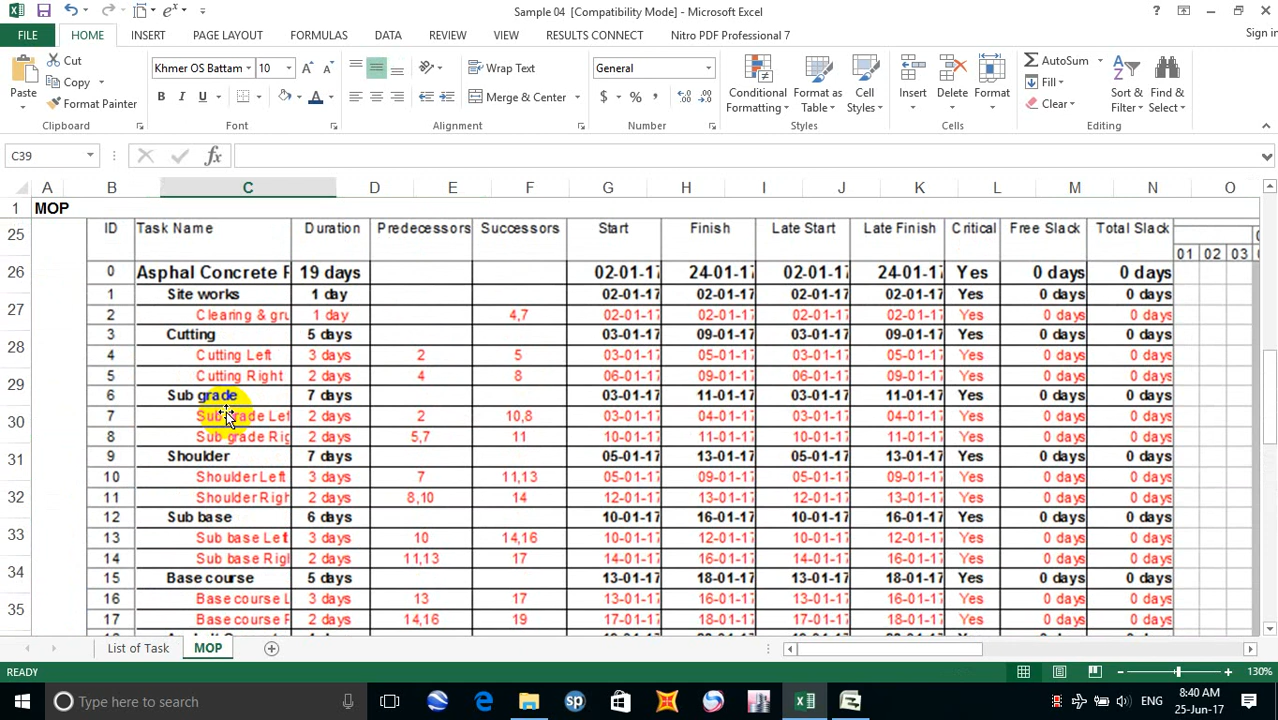 Sample 04 [Compatibility Mode] - Microsoft Excel
Sign in
FILE HOME INSERT PAGE LAYOUT FORMULAS DATA REVIEW VIEW RESULTS CONNECT Nitro PDF Professional 7
Paste Cut Copy Format Painter
Clipboard
Khmer OS Battam 10
Font
Wrap Text
Merge & Center
Alignment
General
Number
Conditional Formatting Format as Table Cell Styles
Styles
Insert Delete Format
Cells
AutoSum Fill Clear Sort & Filter Find & Select
Editing
C39
A B C D E F G H I J K L M N O
1 MOP
25 ID Task Name Duration Predecessors Successors Start Finish Late Start Late Finish Critical Free Slack Total Slack
01 02 03
26 0 Asphal Concrete 19 days 02-01-17 24-01-17 02-01-17 24-01-17 Yes 0 days 0 days
1 Site works 1 day 02-01-17 02-01-17 02-01-17 02-01-17 Yes 0 days 0 days
27 2 Clearing & gru 1 day 4,7 02-01-17 02-01-17 02-01-17 02-01-17 Yes 0 days 0 days
3 Cutting 5 days 03-01-17 09-01-17 03-01-17 09-01-17 Yes 0 days 0 days
28 4 Cutting Left 3 days 2 5 03-01-17 05-01-17 03-01-17 05-01-17 Yes 0 days 0 days
29 5 Cutting Right 2 days 4 8 06-01-17 09-01-17 06-01-17 09-01-17 Yes 0 days 0 days
6 Sub grade 7 days 03-01-17 11-01-17 03-01-17 11-01-17 Yes 0 days 0 days
30 7 Sub grade Lef 2 days 2 10,8 03-01-17 04-01-17 03-01-17 04-01-17 Yes 0 days 0 days
8 Sub grade Rig 2 days 5,7 11 10-01-17 11-01-17 10-01-17 11-01-17 Yes 0 days 0 days
31 9 Shoulder 7 days 05-01-17 13-01-17 05-01-17 13-01-17 Yes 0 days 0 days
10 Shoulder Left 3 days 7 11,13 05-01-17 09-01-17 05-01-17 09-01-17 Yes 0 days 0 days
32 11 Shoulder Righ 2 days 8,10 14 12-01-17 13-01-17 12-01-17 13-01-17 Yes 0 days 0 days
12 Sub base 6 days 10-01-17 16-01-17 10-01-17 16-01-17 Yes 0 days 0 days
33 13 Sub base Left 3 days 10 14,16 10-01-17 12-01-17 10-01-17 12-01-17 Yes 0 days 0 days
34 14 Sub base Righ 2 days 11,13 17 14-01-17 16-01-17 14-01-17 16-01-17 Yes 0 days 0 days
15 Base course 5 days 13-01-17 18-01-17 13-01-17 18-01-17 Yes 0 days 0 days
35 16 Base course L 3 days 13 17 13-01-17 16-01-17 13-01-17 16-01-17 Yes 0 days 0 days
17 Base course F 2 days 14,16 19 17-01-17 18-01-17 17-01-17 18-01-17 Yes 0 days 0 days
List of Task MOP
READY
130%
Type here to search
sp
ENG
8:40 AM
25-Jun-17